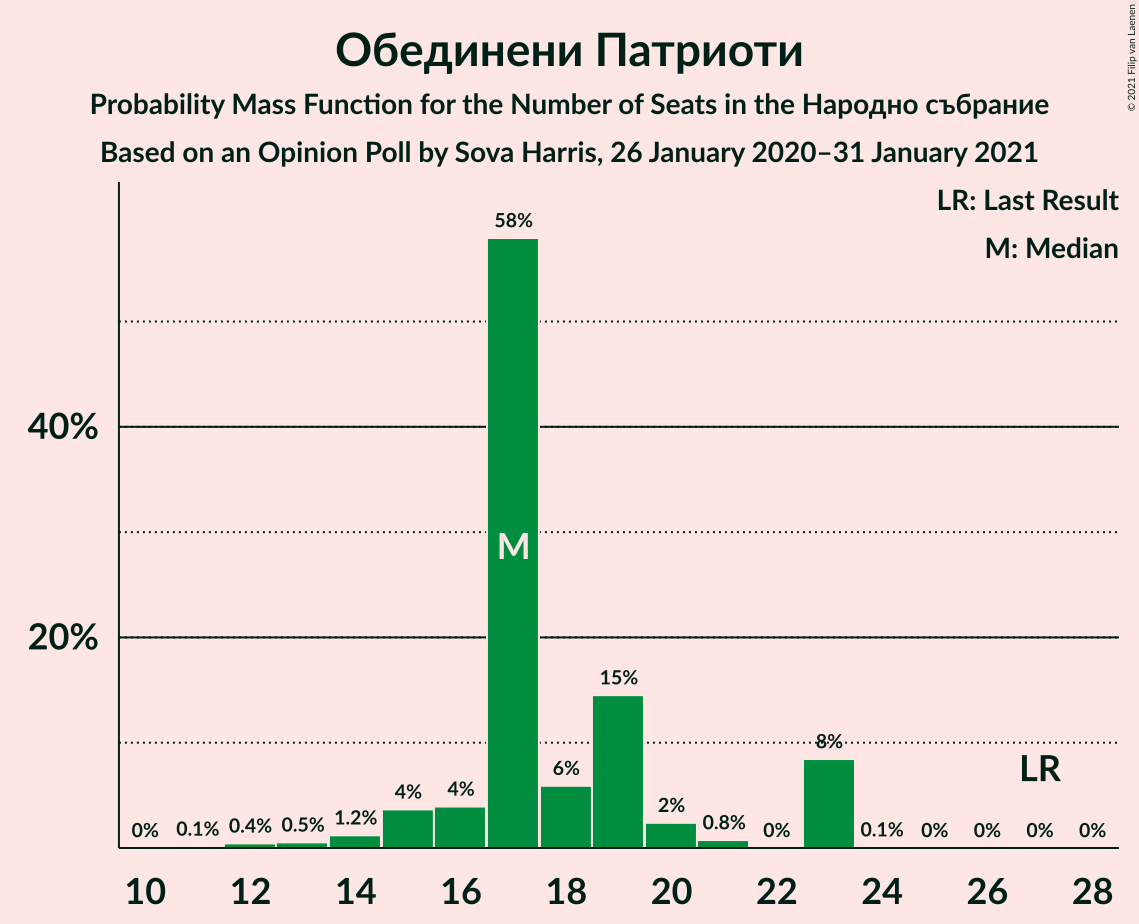 Обединени Патриоти
Probability Mass Function for the Number of Seats in the Народно събрание
Based on an Opinion Poll by Sova Harris, 26 January 2020–31 January 2021
© 2021 Filip van Laenen
LR: Last Result
M: Median
40%
20%
0%
0.1%
0.4%
0.5%
1.2%
4%
4%
58%
M
6%
15%
2%
0.8%
0%
8%
0.1%
0%
0%
LR
0%
0%
10 12 14 16 18 20 22 24 26 28